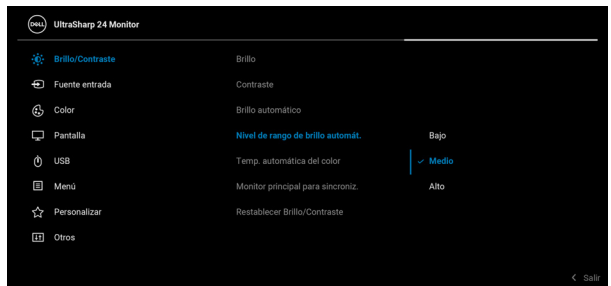 DELL UltraSharp 24 Monitor
Brillo/Contraste Brillo
Fuente entrada Contraste
Color Brillo automático
Pantalla Nivel de rango de brillo automát. Bajo
USB Temp. automática del color Medio
Menú Monitor principal para sincroniz. Alto
Personalizar Restablecer Brillo/Contraste
Otros
Salir